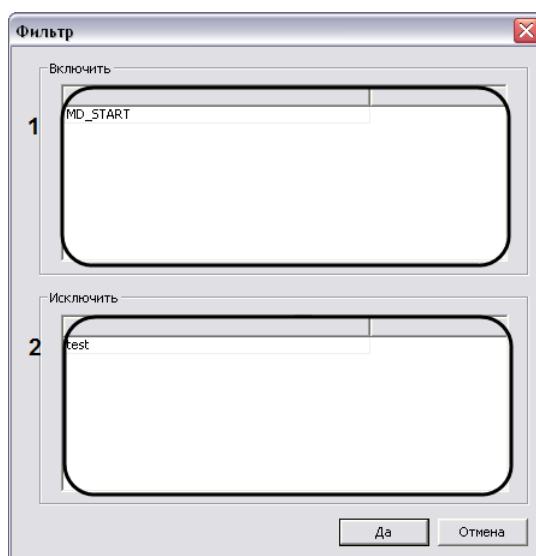 Фильтр
Включить
1
MD_START
Исключить
2
test
Да
Отмена